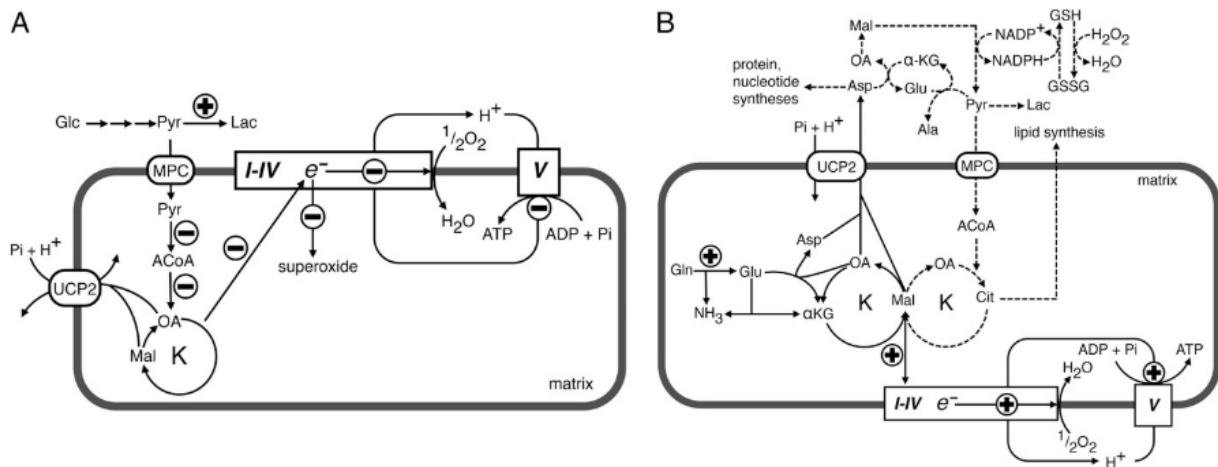 A
Glc Pyr + Lac
MPC
Pyr
−
ACoA
−
Pi + H+
UCP2
OA
Mal K
−
I-IV e− −
−
superoxide
H+
1/2O2
H2O
V
−
ATP ADP + Pi
matrix
B
Mal
NADP+
NADPH
GSH
H2O2
H2O
GSSG
OA α-KG
protein,
nucleotide
syntheses
Asp Glu
Pyr Lac
Ala
Pi + H+
lipid synthesis
UCP2
MPC
matrix
ACoA
Asp
Gln + Glu
OA OA
NH3 αKG K Mal K Cit
+
I-IV e− +
H2O
1/2O2
ADP + Pi ATP
+
V
H+